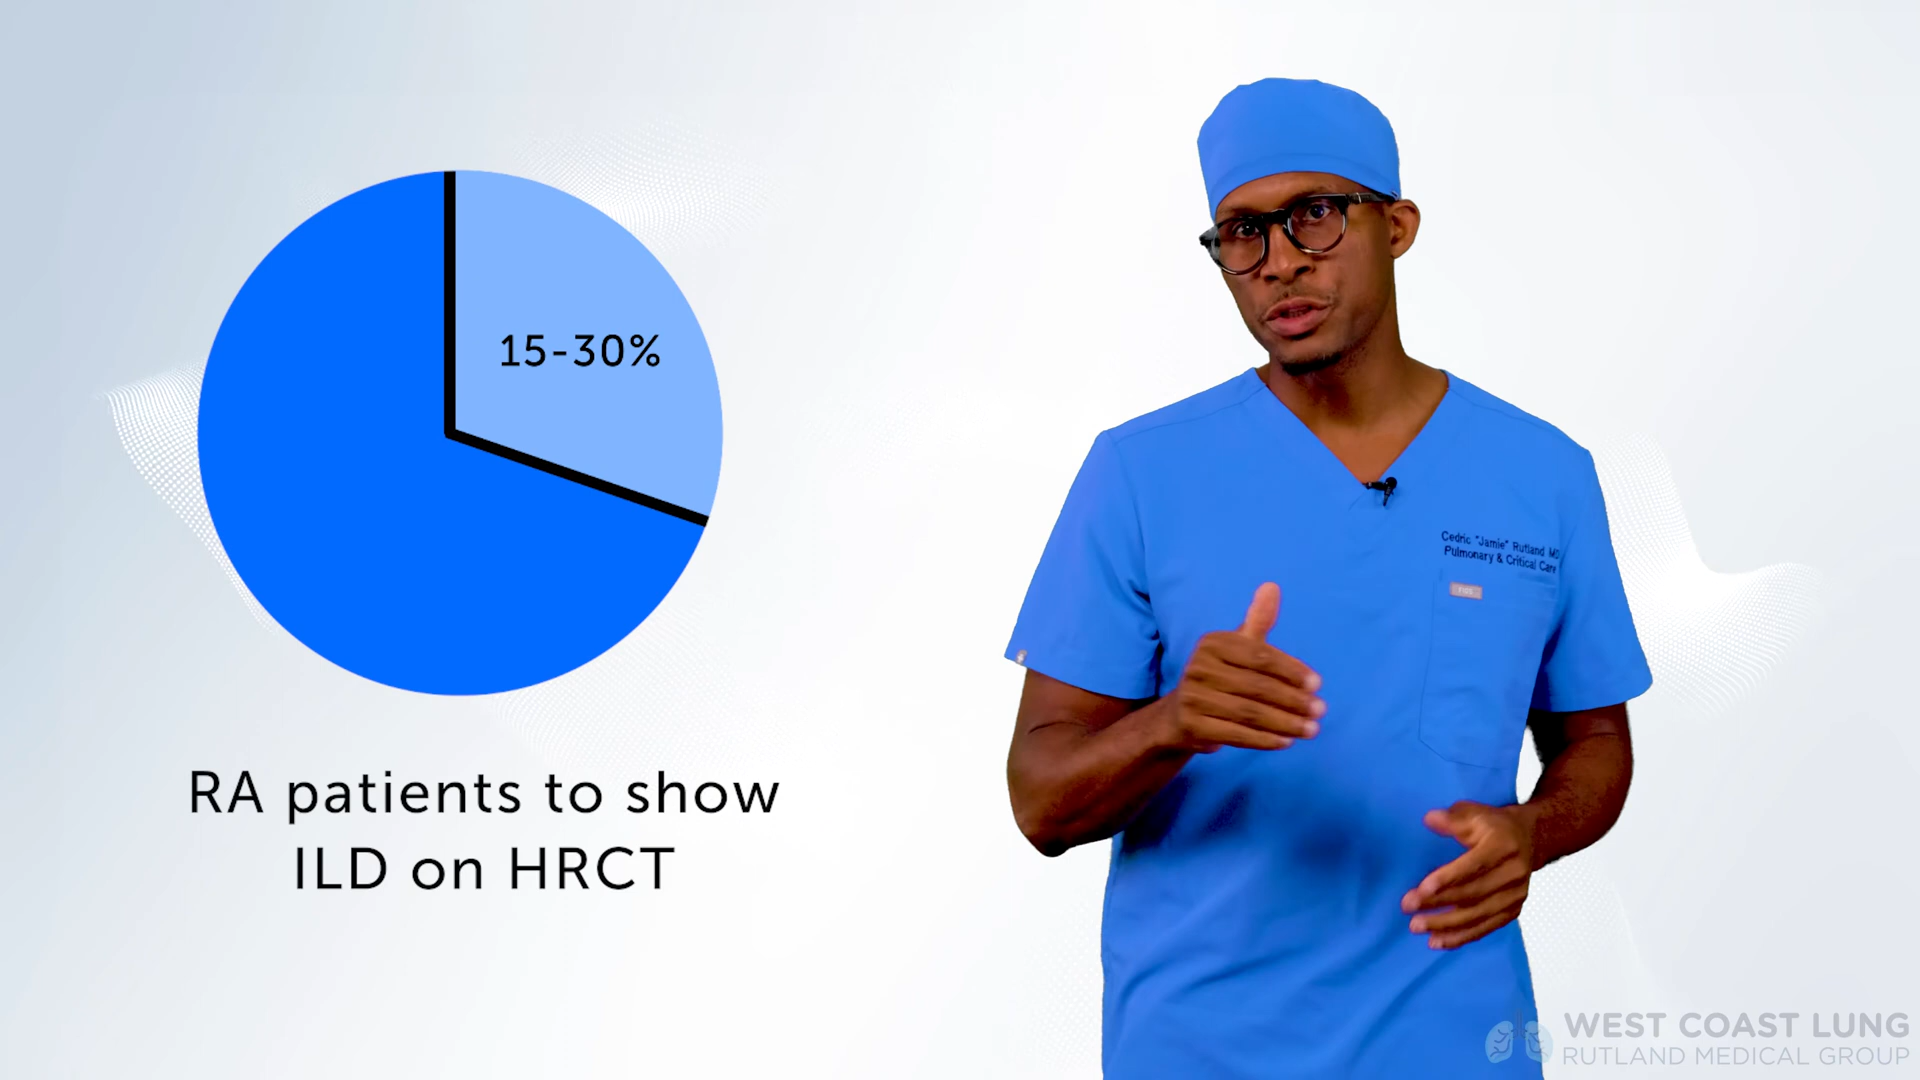 15-30%
RA patients to show
ILD on HRCT
Cedric "Jamie" Rutland MD
Pulmonary & Critical Care
FIGS
WEST COAST LUNG
RUTLAND MEDICAL GROUP